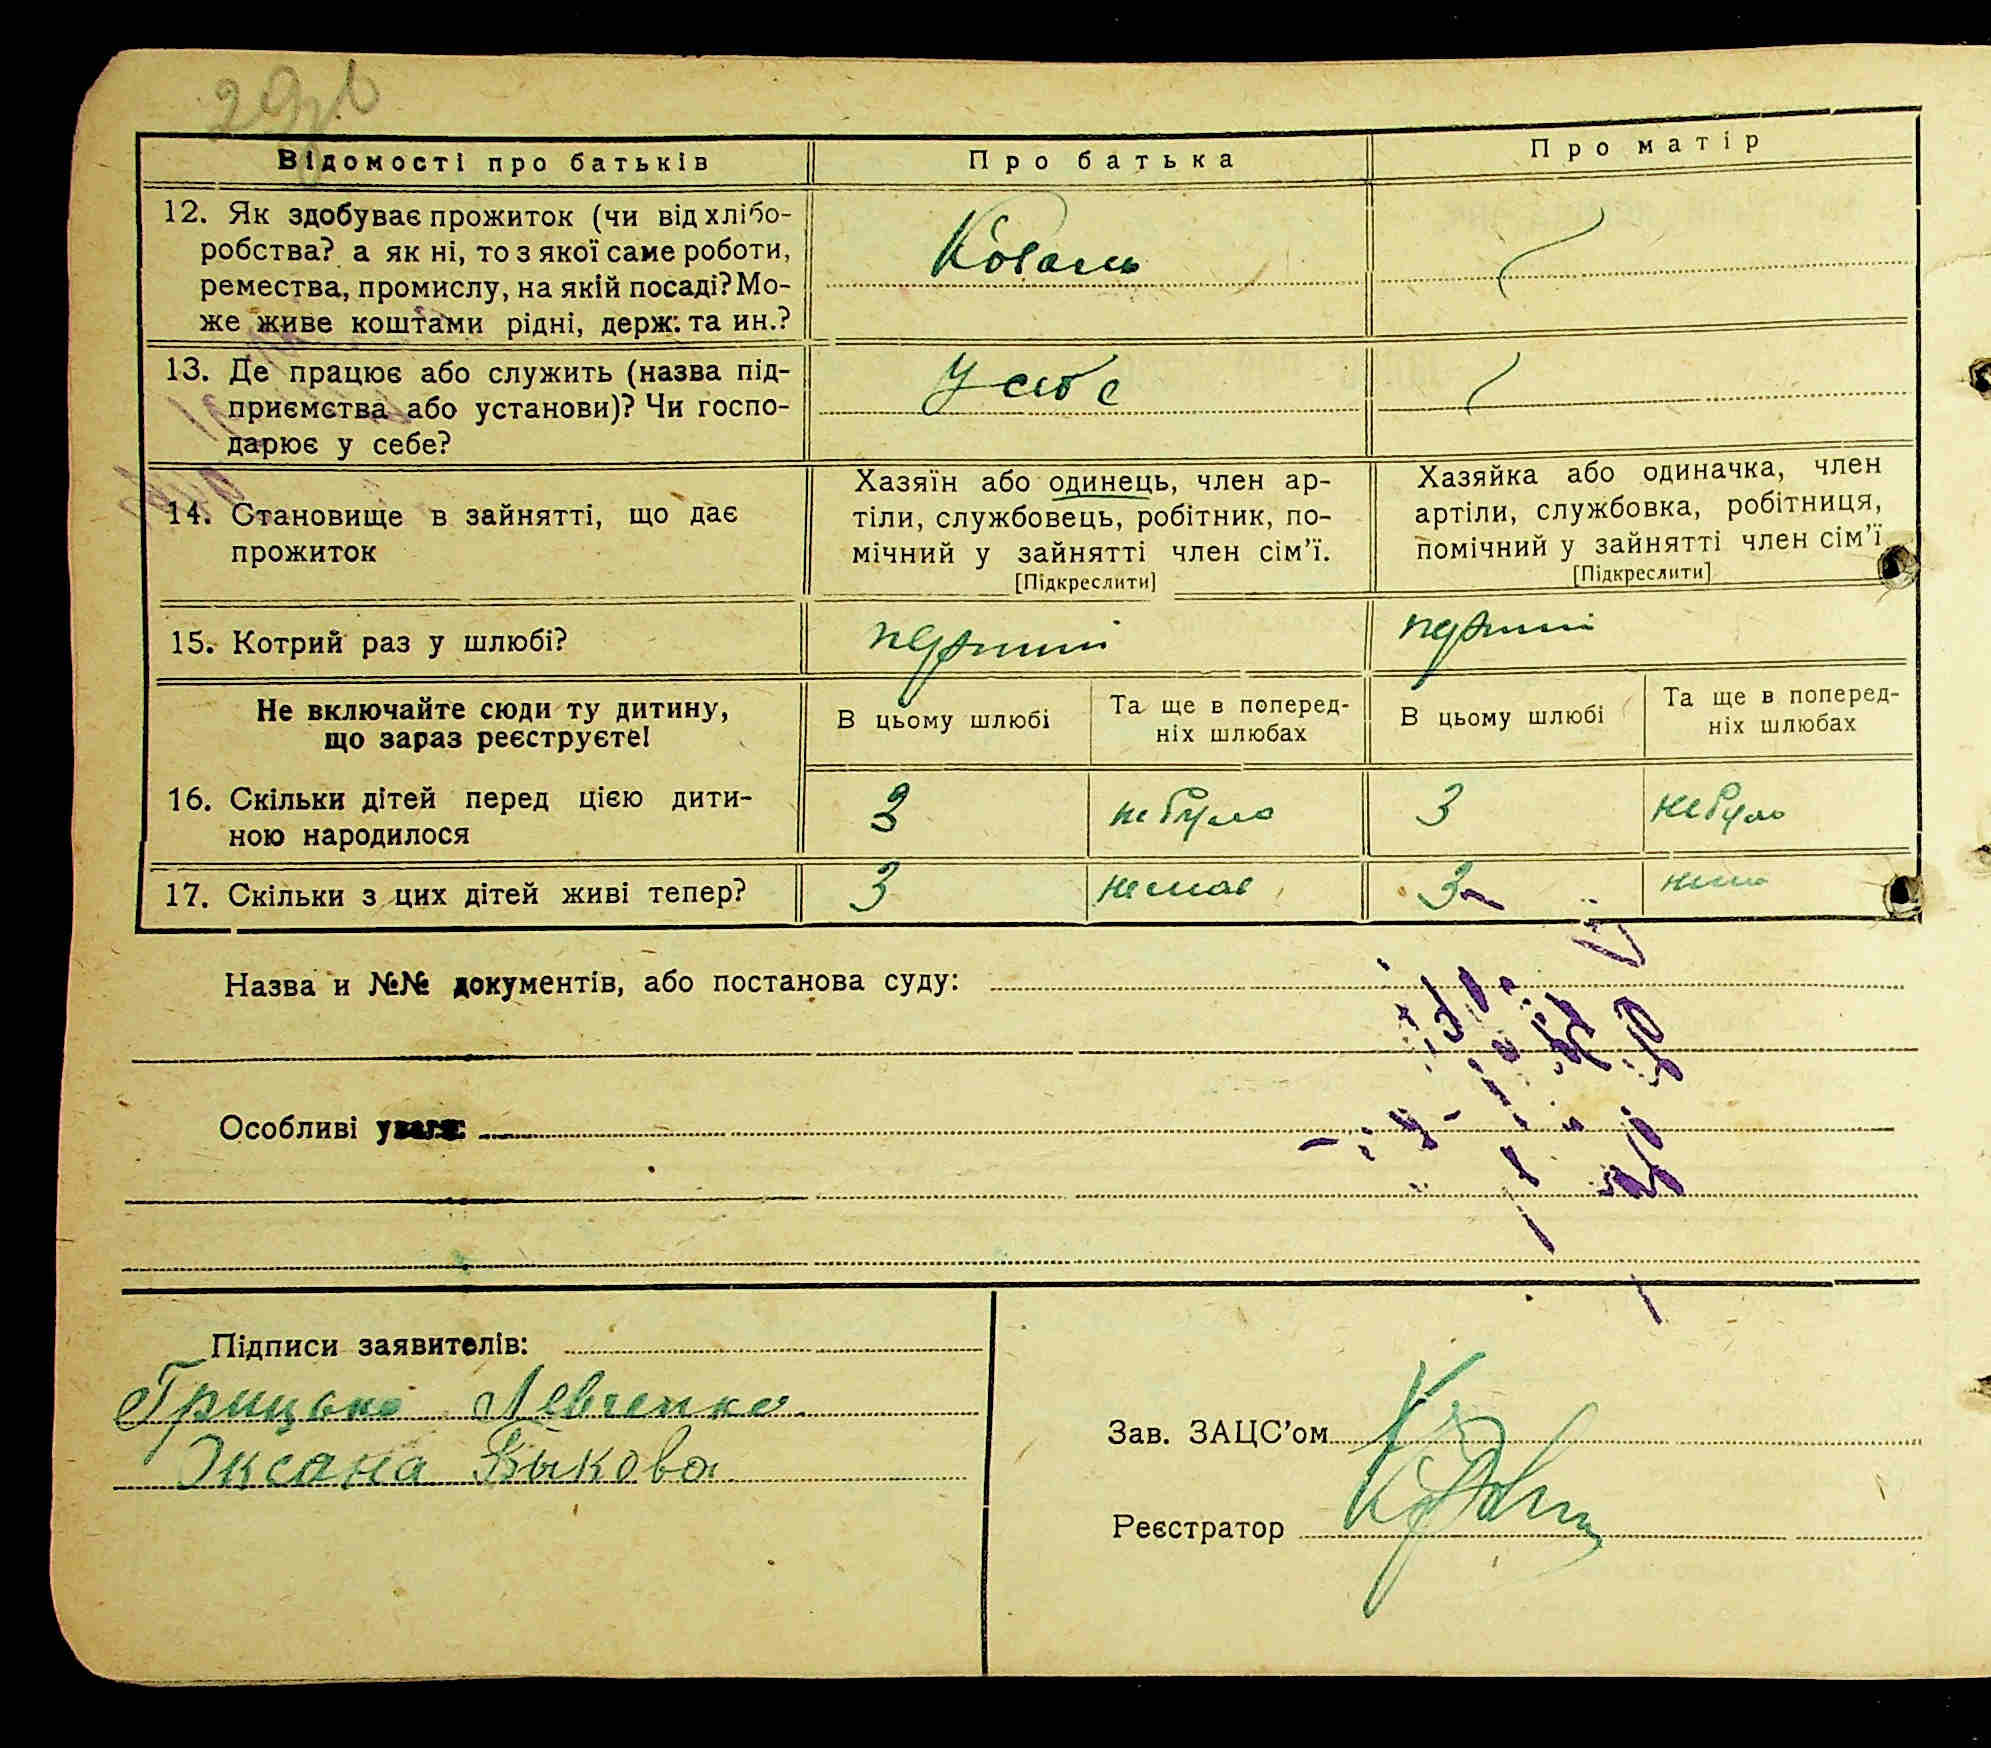 Відомості про батьків
Про батька
Про матір
12. Як здобуває прожиток (чи від хлібо-
робства? а як ні, то з якої саме роботи,
ремества, промислу, на якій посаді? Мо-
же живе коштами рідні, держ. та ин.?
Коваль
13. Де працює або служить (назва під-
приємства або установи)? Чи госпо-
дарює у себе?
У себе
14. Становище в зайнятті, що дає
прожиток
Хазяїн або одинець, член ар-
тіли, службовець, робітник, по-
мічний у зайнятті член сім'ї.
[Підкреслити]
Хазяйка або одиначка, член
артіли, службовка, робітниця,
помічний у зайнятті член сім'ї
[Підкреслити]
15. Котрий раз у шлюбі?
перший
перший
Не включайте сюди ту дитину,
що зараз реєструєте!
В цьому шлюбі
Та ще в поперед-
ніх шлюбах
В цьому шлюбі
Та ще в поперед-
ніх шлюбах
16. Скільки дітей перед цією дити-
ною народилося
3
небуло
3
небуло
17. Скільки з цих дітей живі тепер?
3
немає
3
Назва и №№ документів, або постанова суду:
Особливі уваги:
Підписи заявителів:
Грицько Левченко
Оксана Быкова
Зав. ЗАЦС'ом
Реєстратор